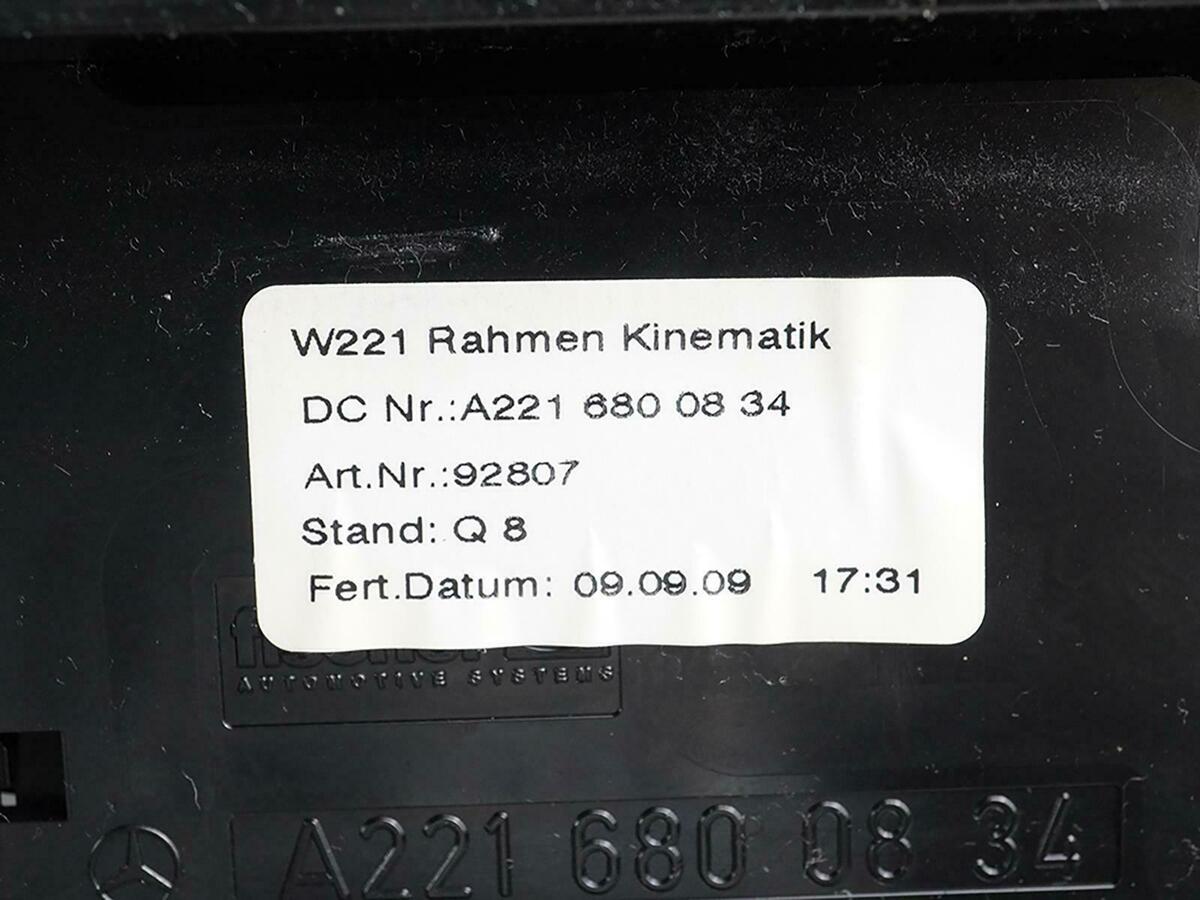 W221 Rahmen Kinematik
DC Nr.:A221 680 08 34
Art.Nr.:92807
Stand: Q 8
Fert.Datum: 09.09.09 17:31
AUTOMOTIVE SYSTEMS
A221 680 08 34